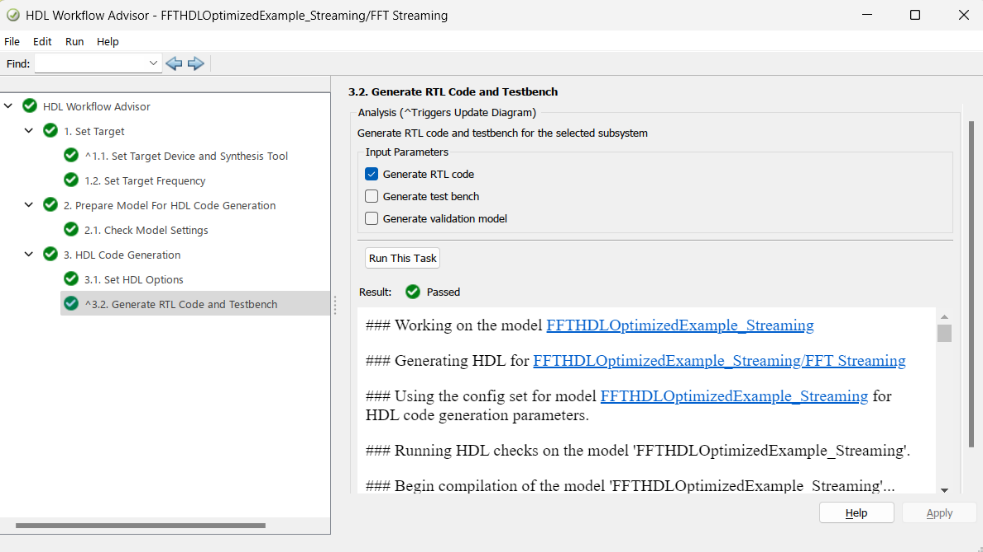 HDL Workflow Advisor - FFTHDLOptimizedExample_Streaming/FFT Streaming
File Edit Run Help
Find:
HDL Workflow Advisor
1. Set Target
^1.1. Set Target Device and Synthesis Tool
1.2. Set Target Frequency
2. Prepare Model For HDL Code Generation
2.1. Check Model Settings
3. HDL Code Generation
3.1. Set HDL Options
^3.2. Generate RTL Code and Testbench
3.2. Generate RTL Code and Testbench
Analysis (^Triggers Update Diagram)
Generate RTL code and testbench for the selected subsystem
Input Parameters
Generate RTL code
Generate test bench
Generate validation model
Run This Task
Result: Passed
### Working on the model FFTHDLOptimizedExample_Streaming
### Generating HDL for FFTHDLOptimizedExample_Streaming/FFT Streaming
### Using the config set for model FFTHDLOptimizedExample_Streaming for
HDL code generation parameters.
### Running HDL checks on the model 'FFTHDLOptimizedExample_Streaming'.
### Begin compilation of the model 'FFTHDLOptimizedExample_Streaming'...
Help Apply